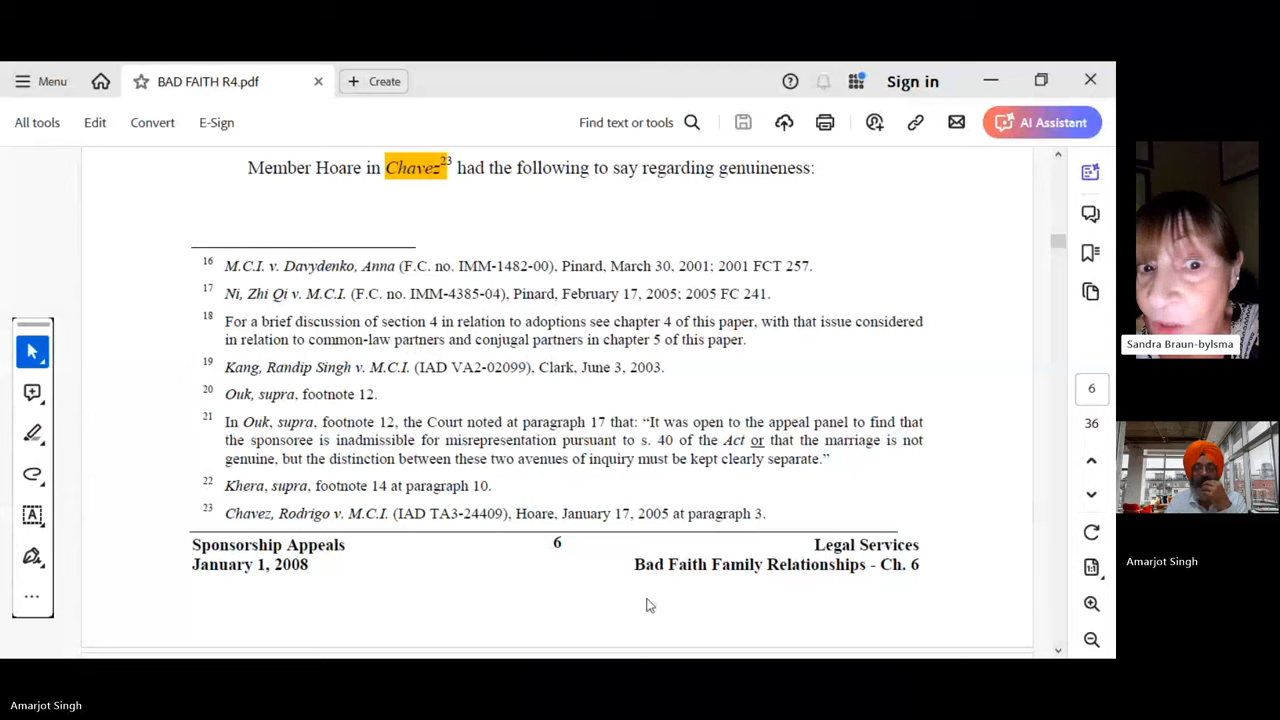 BAD FAITH R4.pdf
Menu
Create
Sign in
All tools
Edit
Convert
E-Sign
Find text or tools
AI Assistant
Member Hoare in Chavez23 had the following to say regarding genuineness:
16 M.C.I. v. Davydenko, Anna (F.C. no. IMM-1482-00), Pinard, March 30, 2001; 2001 FCT 257.
17 Ni, Zhi Qi v. M.C.I. (F.C. no. IMM-4385-04), Pinard, February 17, 2005; 2005 FC 241.
18 For a brief discussion of section 4 in relation to adoptions see chapter 4 of this paper, with that issue considered
in relation to common-law partners and conjugal partners in chapter 5 of this paper.
19 Kang, Randip Singh v. M.C.I. (IAD VA2-02099), Clark, June 3, 2003.
20 Ouk, supra, footnote 12.
21 In Ouk, supra, footnote 12, the Court noted at paragraph 17 that: “It was open to the appeal panel to find that
the sponsoree is inadmissible for misrepresentation pursuant to s. 40 of the Act or that the marriage is not
genuine, but the distinction between these two avenues of inquiry must be kept clearly separate.”
22 Khera, supra, footnote 14 at paragraph 10.
23 Chavez, Rodrigo v. M.C.I. (IAD TA3-24409), Hoare, January 17, 2005 at paragraph 3.
Sponsorship Appeals
6
Legal Services
January 1, 2008
Bad Faith Family Relationships - Ch. 6
6
36
1:1
Sandra Braun-bylsma
Amarjot Singh
Amarjot Singh